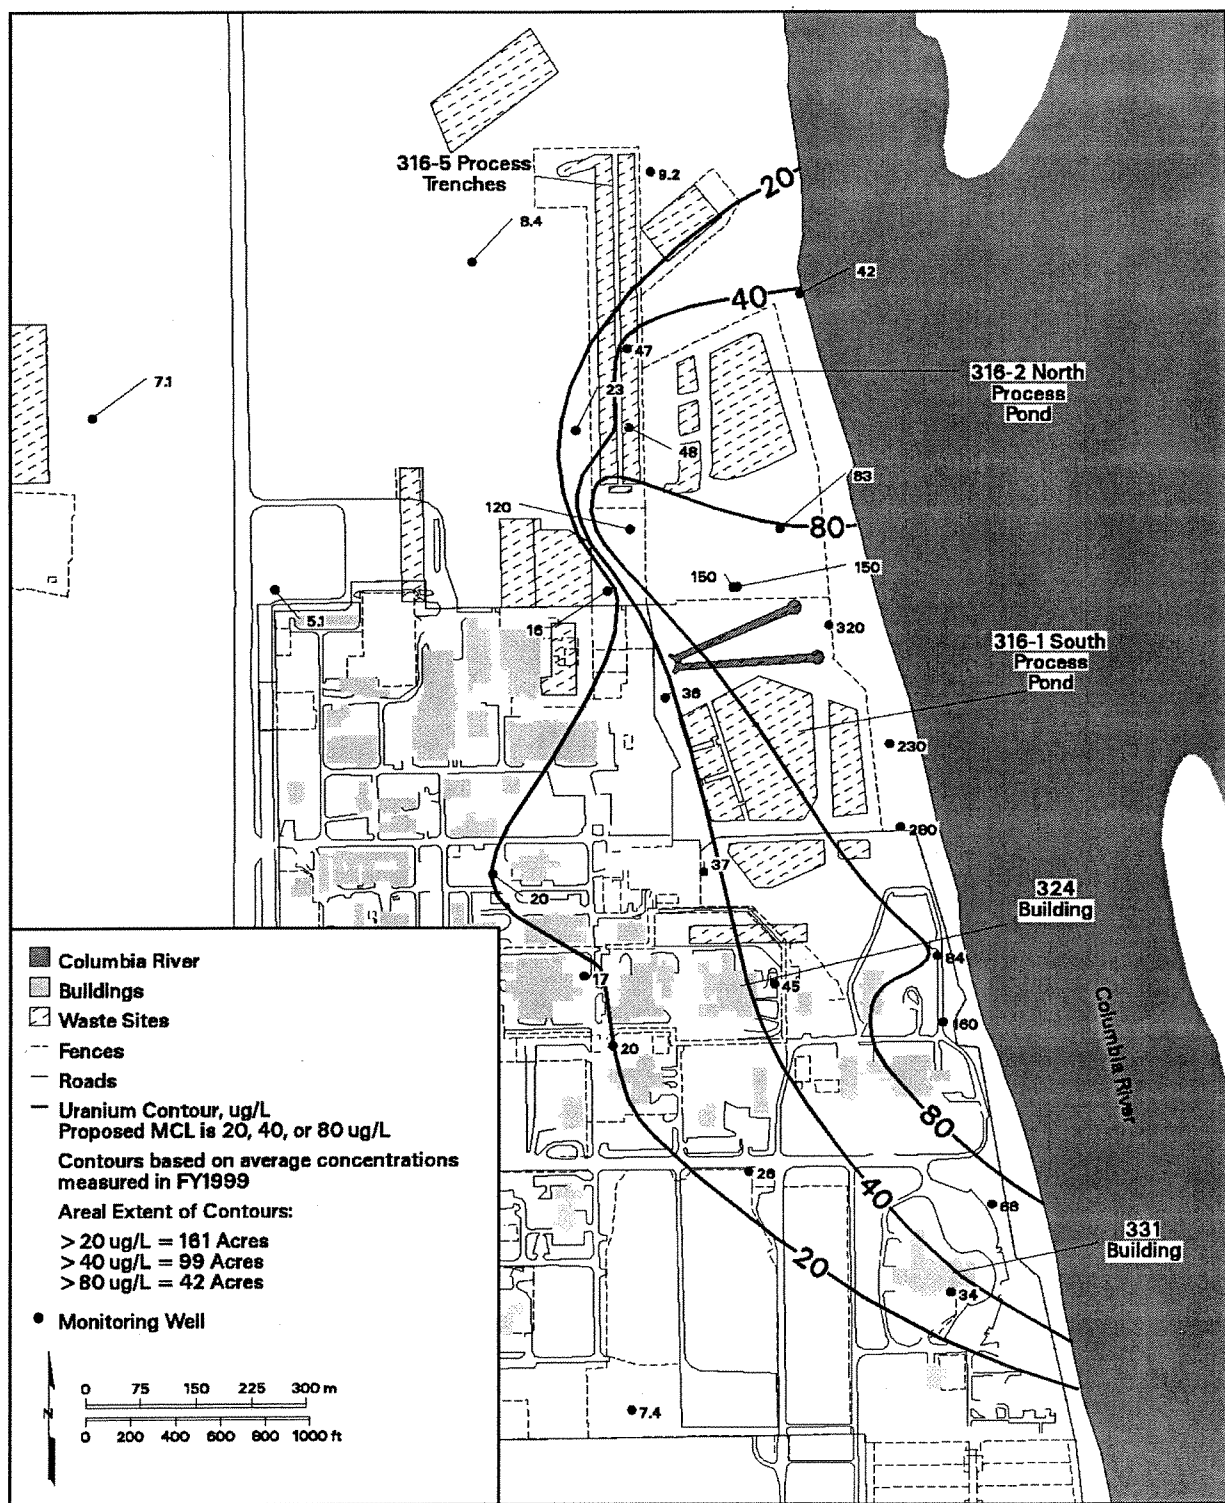 316-5 Process
Trenches
9.2
20
8.4
42
40
47
316-2 North
Process
Pond
7.1
23
48
83
120
80
150
150
5.1
16
320
316-1 South
Process
Pond
36
230
280
37
324
Building
20
84
17
45
160
20
Columbia River
80
26
40
66
331
Building
20
34
7.4
Columbia River
Buildings
Waste Sites
Fences
Roads
Uranium Contour, ug/L
Proposed MCL is 20, 40, or 80 ug/L
Contours based on average concentrations
measured in FY1999
Areal Extent of Contours:
> 20 ug/L = 161 Acres
> 40 ug/L = 99 Acres
> 80 ug/L = 42 Acres
Monitoring Well
N
0 75 150 225 300 m
0 200 400 600 800 1000 ft